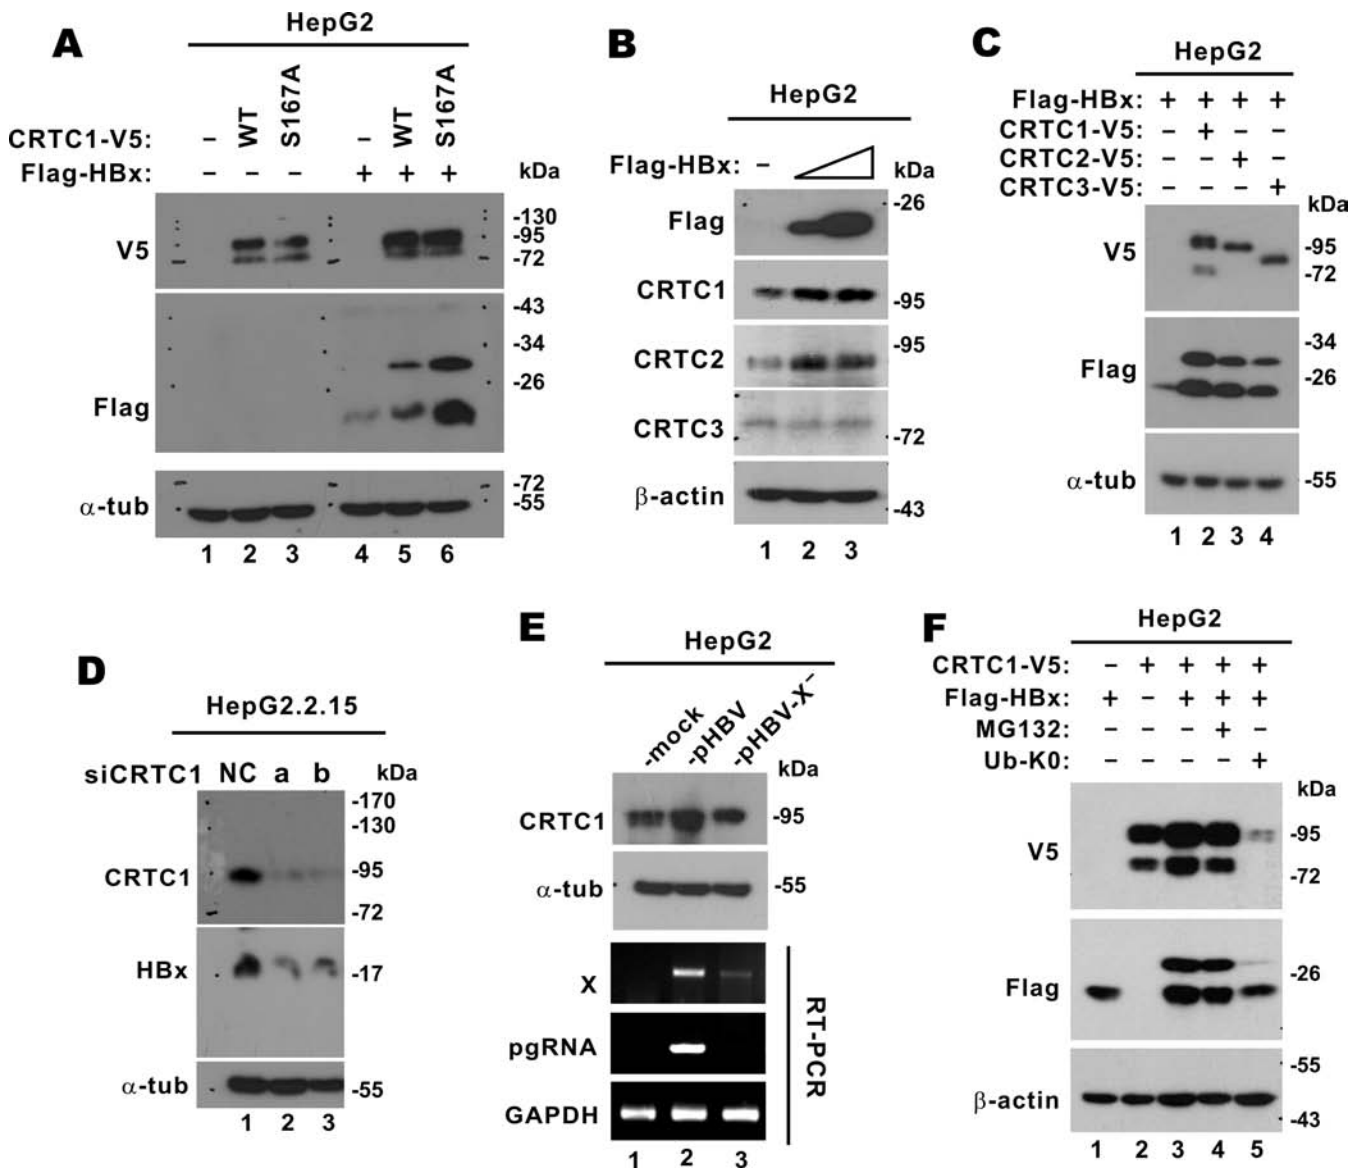 A
HepG2
CRTC1-V5: – WT S167A – WT S167A
Flag-HBx: – – – + + + kDa
V5
-130
-95
-72
Flag
-43
-34
-26
α-tub
-72
-55
1 2 3 4 5 6
B
HepG2
Flag-HBx: – kDa
Flag
-26
CRTC1
-95
CRTC2
-95
CRTC3
-72
β-actin
-43
1 2 3
C
HepG2
Flag-HBx: + + + +
CRTC1-V5: – + – –
CRTC2-V5: – – + –
CRTC3-V5: – – – +
kDa
V5
-95
-72
Flag
-34
-26
α-tub
-55
1 2 3 4
D
HepG2.2.15
siCRTC1 NC a b kDa
-170
-130
CRTC1
-95
-72
HBx
-17
α-tub
-55
1 2 3
E
HepG2
-mock -pHBV -pHBV-X⁻
kDa
CRTC1
-95
α-tub
-55
X
pgRNA
GAPDH
RT-PCR
1 2 3
F
HepG2
CRTC1-V5: – + + + +
Flag-HBx: + – + + +
MG132: – – – + –
Ub-K0: – – – – +
kDa
V5
-95
-72
Flag
-26
β-actin
-55
-43
1 2 3 4 5